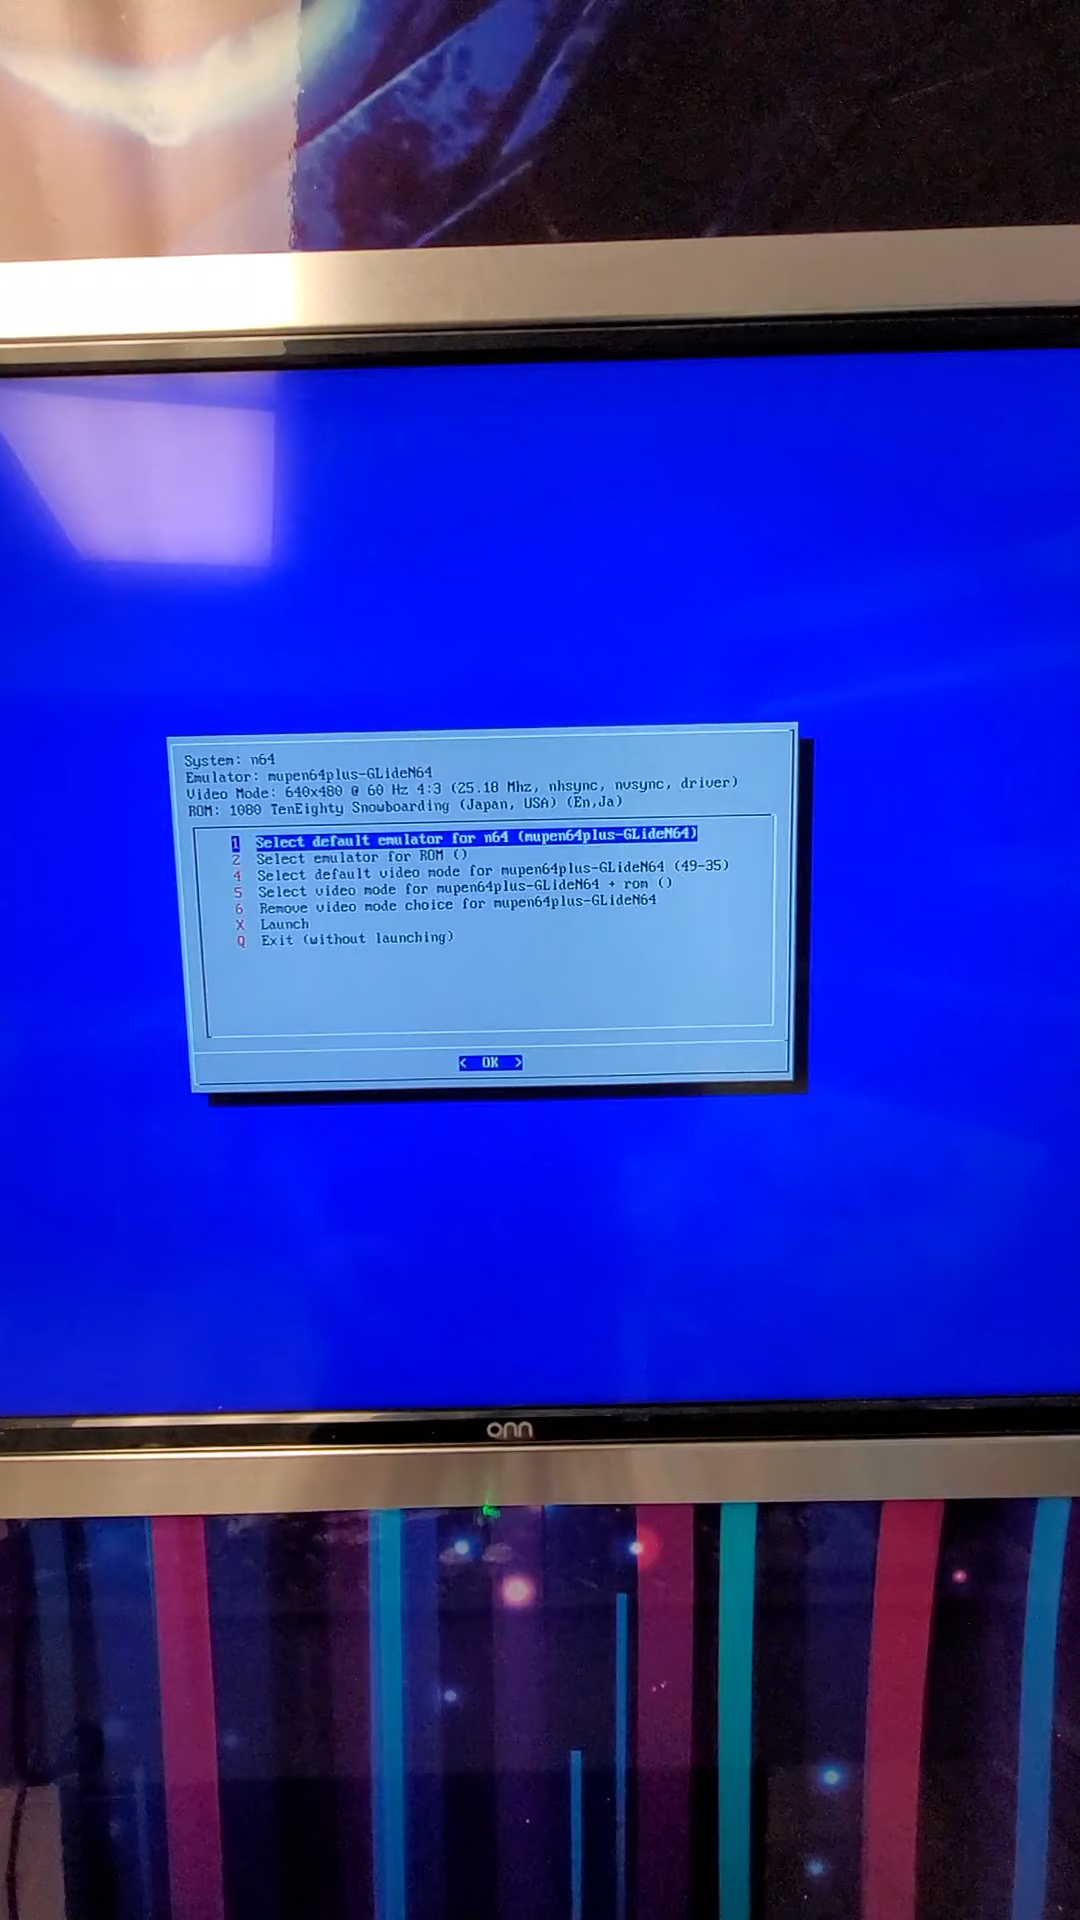 System: n64
Emulator: mupen64plus-GLideN64
Video Mode: 640x480 @ 60 Hz 4:3 (25.18 Mhz, nhsync, nvsync, driver)
ROM: 1080 TenEighty Snowboarding (Japan, USA) (En,Ja)
1 Select default emulator for n64 (mupen64plus-GLideN64)
2 Select emulator for ROM ()
4 Select default video mode for mupen64plus-GLideN64 (49-35)
5 Select video mode for mupen64plus-GLideN64 + rom ()
6 Remove video mode choice for mupen64plus-GLideN64
X Launch
Q Exit (without launching)
< OK >
onn